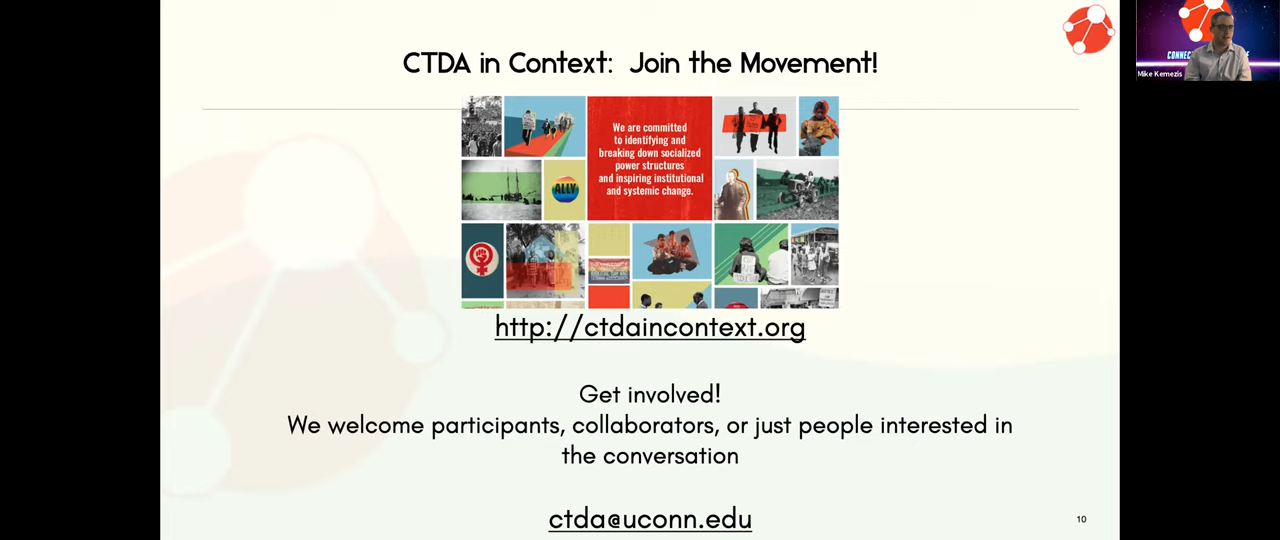 CTDA in Context: Join the Movement!
We are committed
to identifying and
breaking down socialized
power structures
and inspiring institutional
and systemic change.
ALLY
http://ctdaincontext.org
Get involved!
We welcome participants, collaborators, or just people interested in
the conversation
ctda@uconn.edu
10
Mike Kemezis